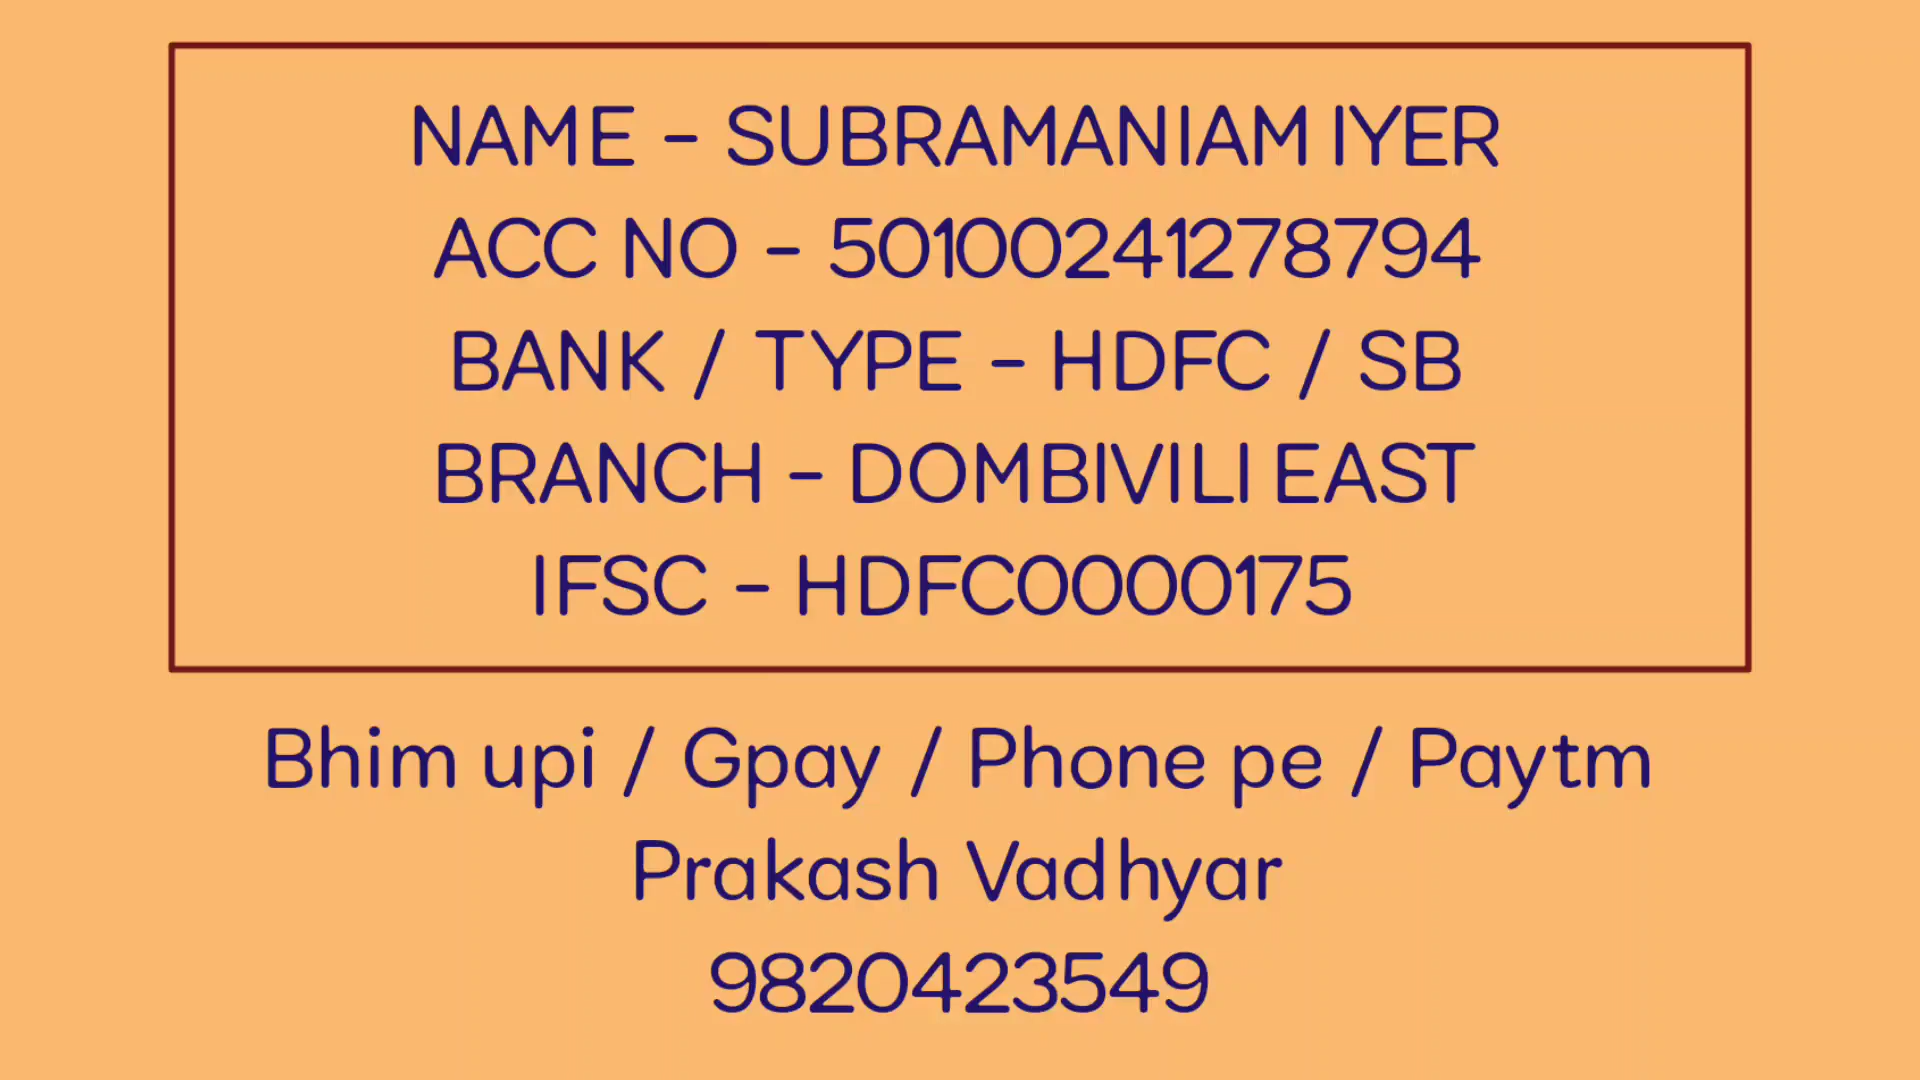 NAME - SUBRAMANIAM IYER
ACC NO - 50100241278794
BANK / TYPE - HDFC / SB
BRANCH - DOMBIVILI EAST
IFSC - HDFC0000175
Bhim upi / Gpay / Phone pe / Paytm
Prakash Vadhyar
9820423549